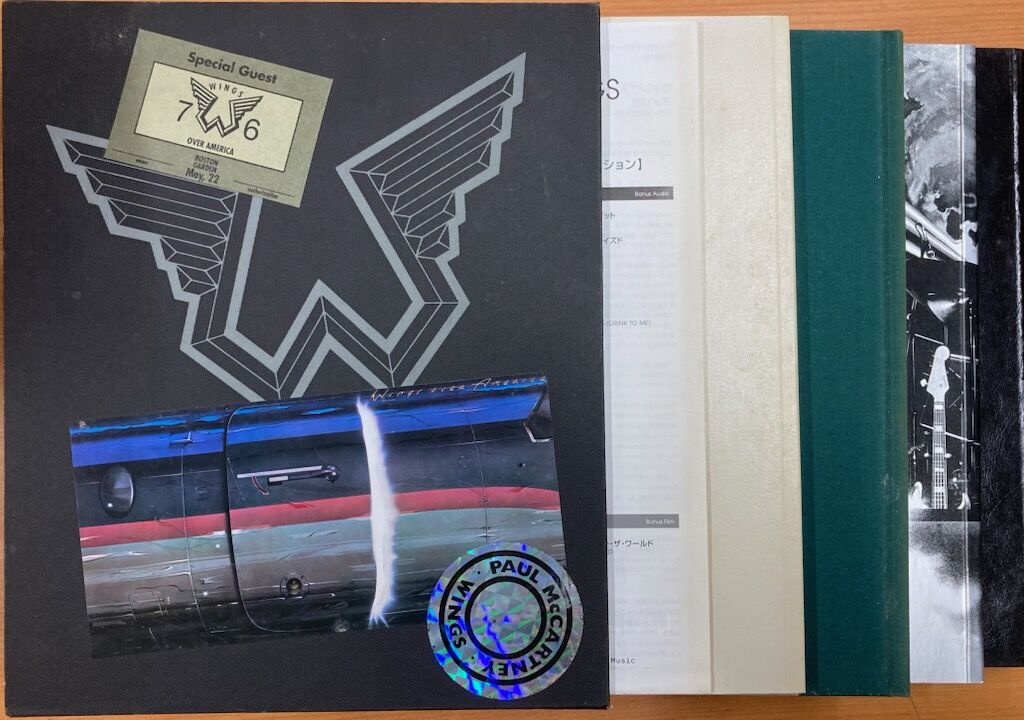 Special Guest
WINGS
7 6
OVER AMERICA
BOSTON
GARDEN
May, 22
authorization
Wings over America
PAUL McCARTNEY · WINGS ·
GS
ション】
Bonus Audio
ット
イズド
(DRINK TO ME)
Bonus Film
・ザ・ワールド
Music